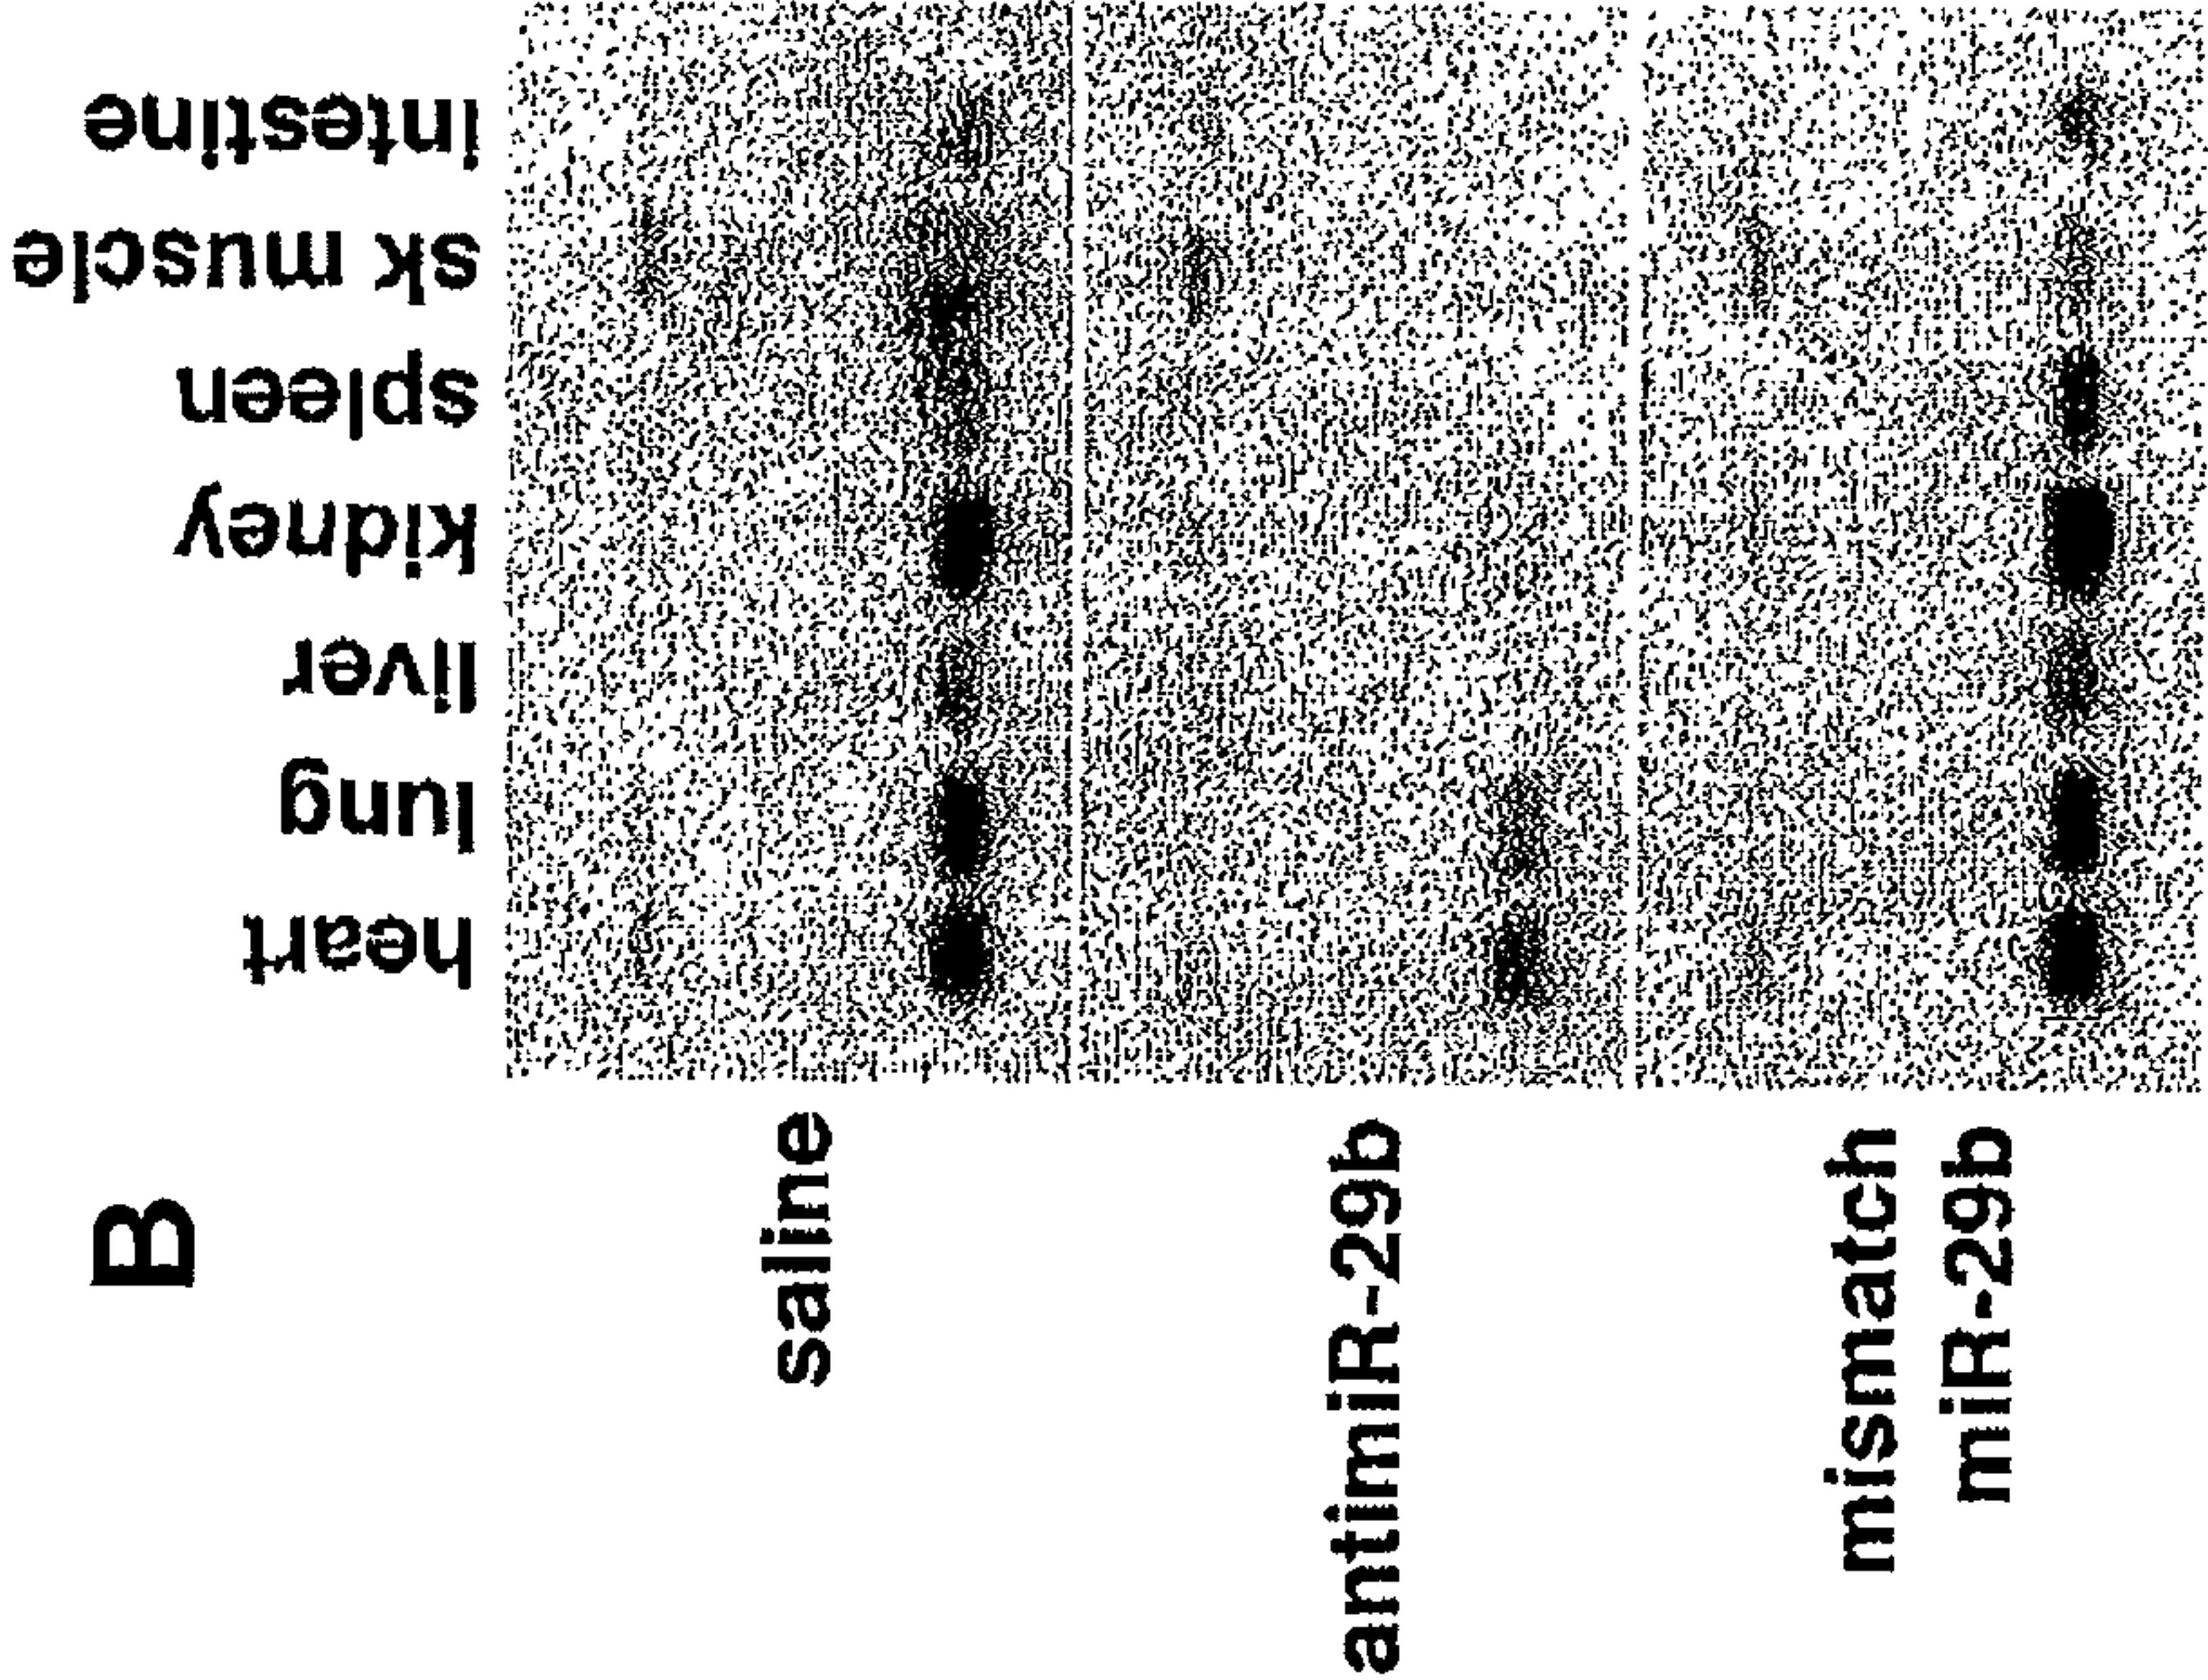 B
heart
lung
liver
kidney
spleen
sk muscle
intestine
saline
antimiR-29b
mismatch
miR-29b